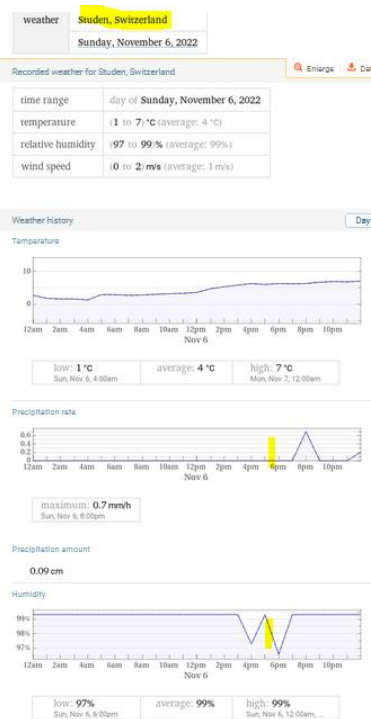 weather Studen, Switzerland
Sunday, November 6, 2022
Recorded weather for Studen, Switzerland Enlarge Dat
time range day of Sunday, November 6, 2022
temperature (1 to 7) °C (average: 4 °C)
relative humidity (97 to 99)% (average: 99%)
wind speed (0 to 2) m/s (average: 1 m/s)
Weather history Day
Temperature
10
0
12am 2am 4am 6am 8am 10am 12pm 2pm 4pm 6pm 8pm 10pm
Nov 6
low: 1 °C average: 4 °C high: 7 °C
Sun, Nov 6, 4:00am Mon, Nov 7, 12:00am
Precipitation rate
0.6
0.4
0.2
0
12am 2am 4am 6am 8am 10am 12pm 2pm 4pm 6pm 8pm 10pm
Nov 6
maximum: 0.7 mm/h
Sun, Nov 6, 8:00pm
Precipitation amount
0.09 cm
Humidity
99%
98%
97%
12am 2am 4am 6am 8am 10am 12pm 2pm 4pm 6pm 8pm 10pm
Nov 6
low: 97% average: 99% high: 99%
Sun, Nov 6, 6:00pm Sun, Nov 6, 12:00am, ...